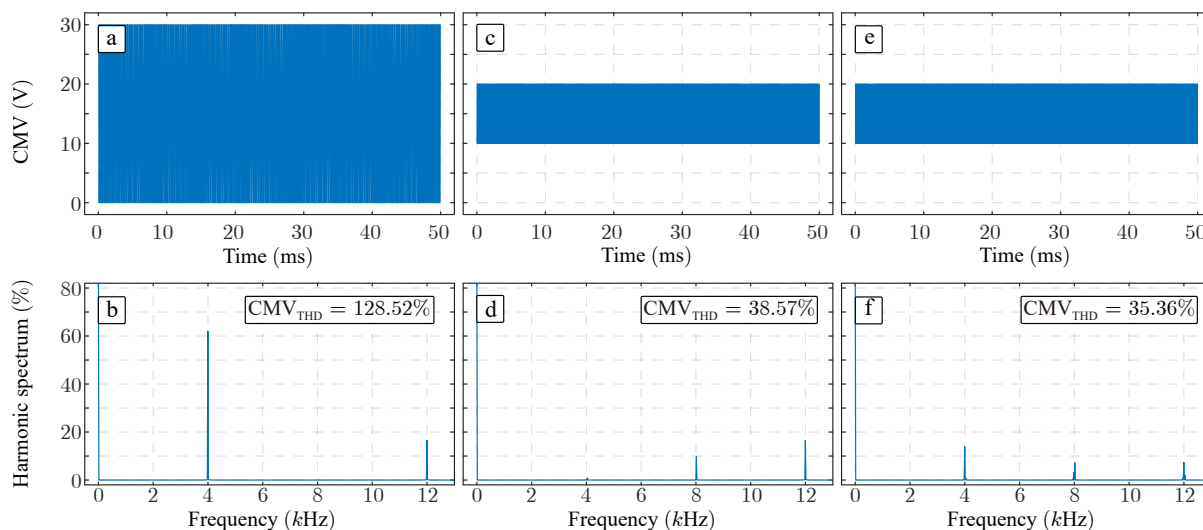 a
c
e
CMV (V)
30
20
10
0
0 10 20 30 40 50
0 10 20 30 40 50
0 10 20 30 40 50
Time (ms)
Time (ms)
Time (ms)
b
CMV_THD = 128.52%
d
CMV_THD = 38.57%
f
CMV_THD = 35.36%
Harmonic spectrum (%)
80
60
40
20
0
0 2 4 6 8 10 12
0 2 4 6 8 10 12
0 2 4 6 8 10 12
Frequency (kHz)
Frequency (kHz)
Frequency (kHz)